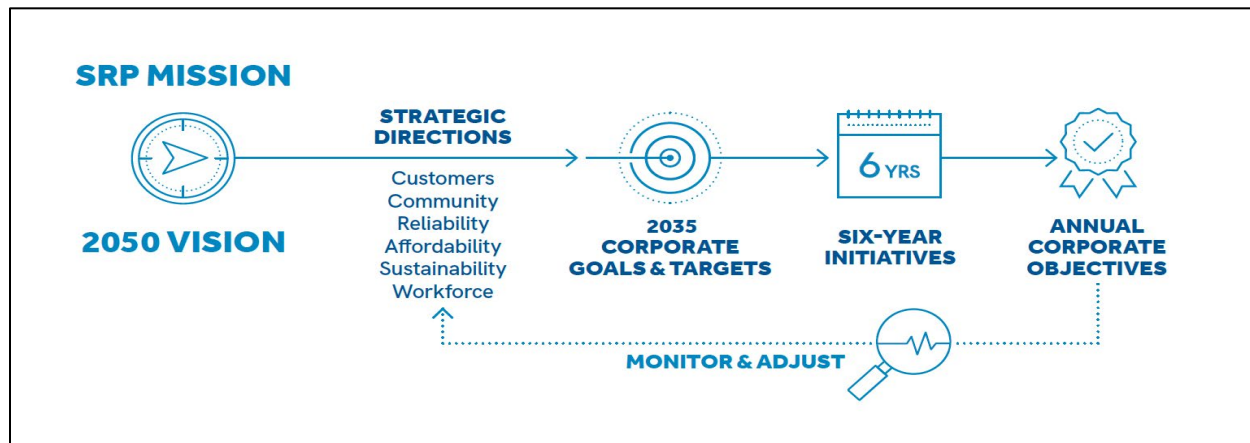 SRP MISSION
2050 VISION
STRATEGIC
DIRECTIONS
Customers
Community
Reliability
Affordability
Sustainability
Workforce
2035
CORPORATE
GOALS & TARGETS
6 YRS
SIX-YEAR
INITIATIVES
ANNUAL
CORPORATE
OBJECTIVES
MONITOR & ADJUST